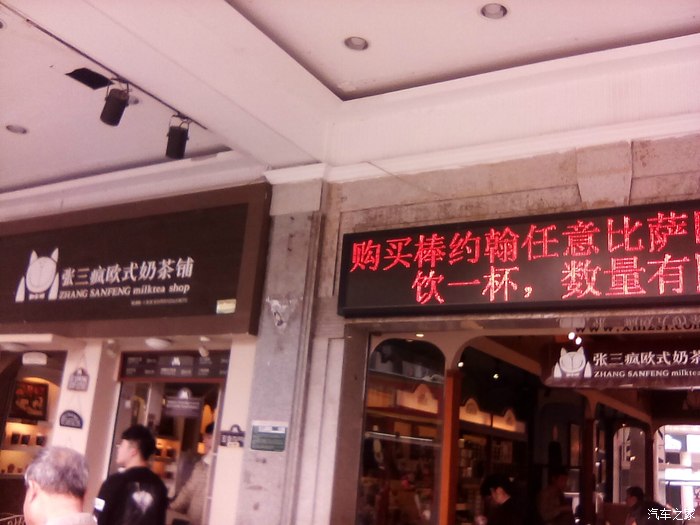 张三疯欧式奶茶铺
ZHANG SANFENG milktea shop
购买棒约翰任意比萨
饮一杯，数量有
张三疯欧式奶茶
ZHANG SANFENG milktea
汽车之家